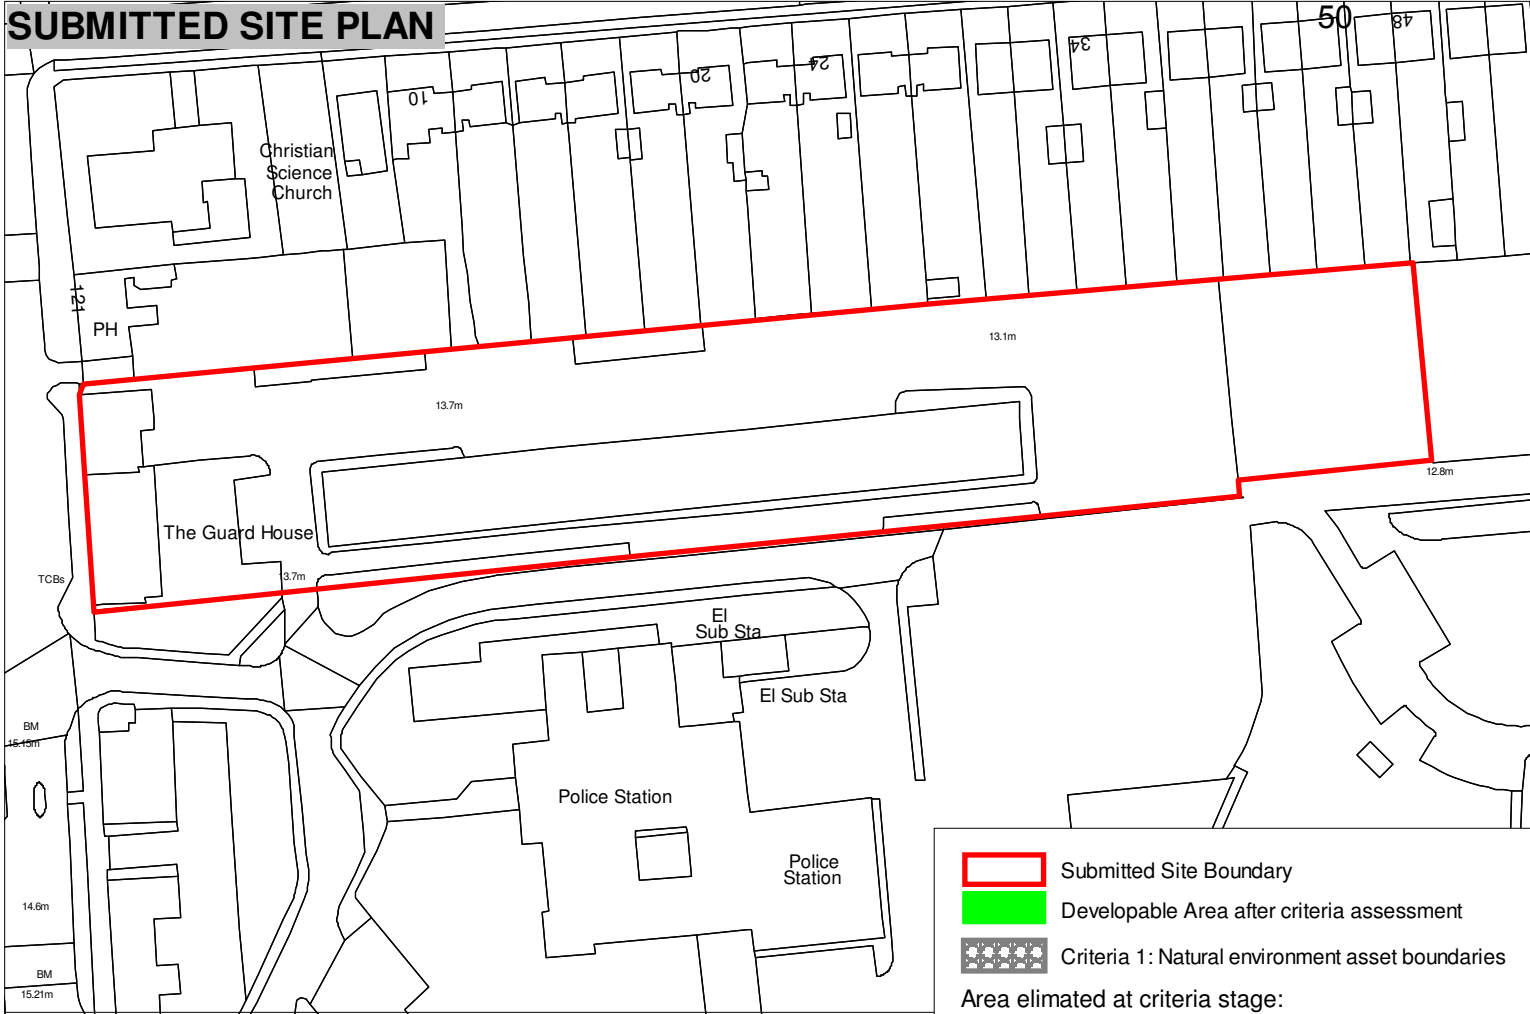 SUBMITTED SITE PLAN
50
48
34
24
20
10
Christian
Science
Church
121
PH
13.1m
13.7m
12.8m
The Guard House
TCBs
13.7m
El
Sub Sta
El Sub Sta
BM
15.15m
Police Station
Police
Station
14.6m
BM
15.21m
Submitted Site Boundary
Developable Area after criteria assessment
Criteria 1: Natural environment asset boundaries
Area elimated at criteria stage: